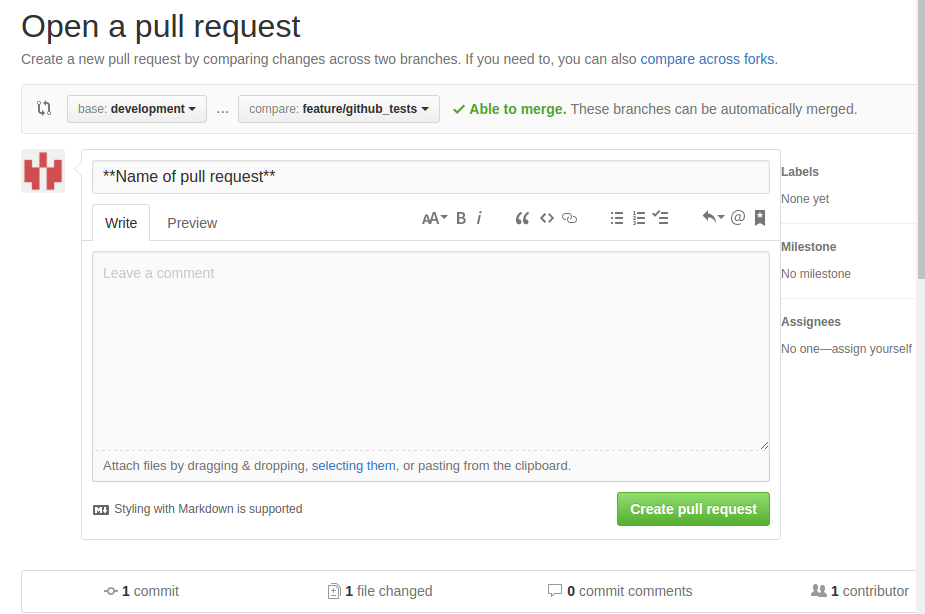 Open a pull request
Create a new pull request by comparing changes across two branches. If you need to, you can also compare across forks.
base: development ... compare: feature/github_tests Able to merge. These branches can be automatically merged.
**Name of pull request**
Write Preview AA B i
Leave a comment
Attach files by dragging & dropping, selecting them, or pasting from the clipboard.
Styling with Markdown is supported
Create pull request
Labels
None yet
Milestone
No milestone
Assignees
No one—assign yourself
1 commit 1 file changed 0 commit comments 1 contributor